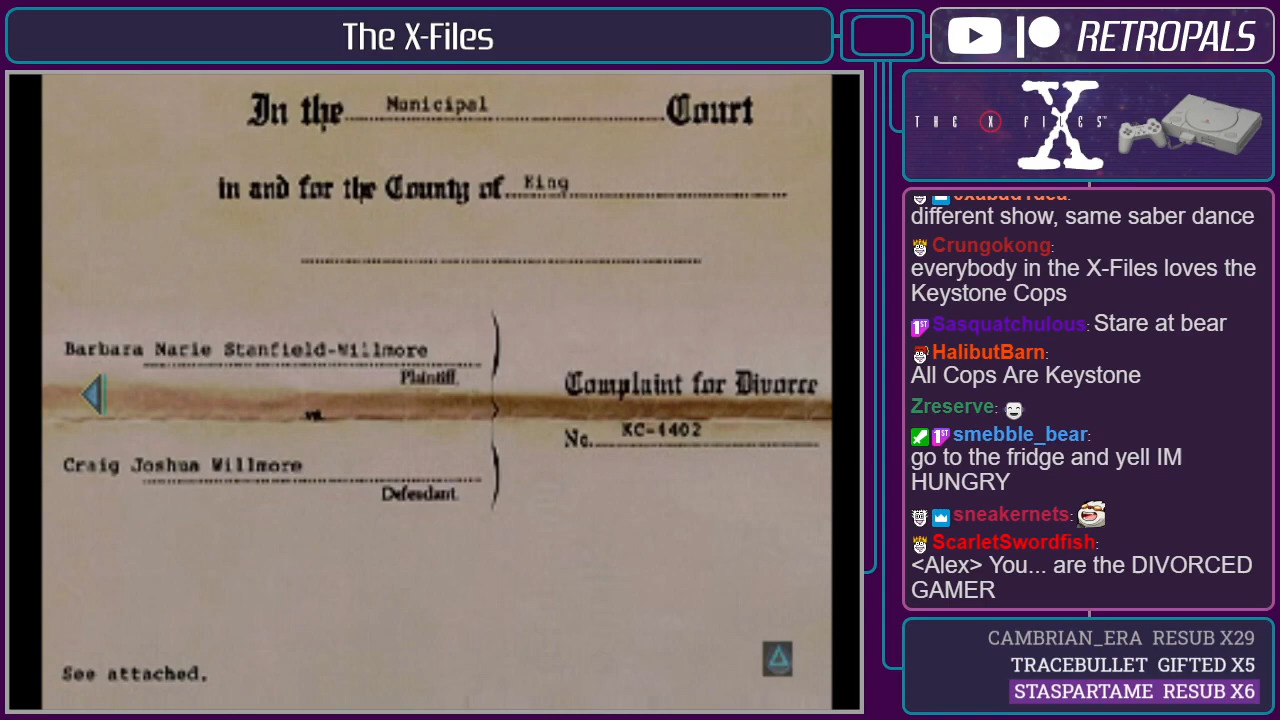 The X-Files
RETROPALS
In the Municipal Court
in and for the County of King
Barbara Marie Stanfield-Willmore
Plaintiff.
vs.
Complaint for Divorce
No. KC-4402
Craig Joshua Willmore
Defendant.
See attached.
THE X FILES
different show, same saber dance
Crungokong:
everybody in the X-Files loves the
Keystone Cops
Sasquatchulous: Stare at bear
HalibutBarn:
All Cops Are Keystone
Zreserve:
smebble_bear:
go to the fridge and yell IM
HUNGRY
sneakernets:
ScarletSwordfish:
<Alex> You... are the DIVORCED
GAMER
CAMBRIAN_ERA RESUB X29
TRACEBULLET GIFTED X5
STASPARTAME RESUB X6